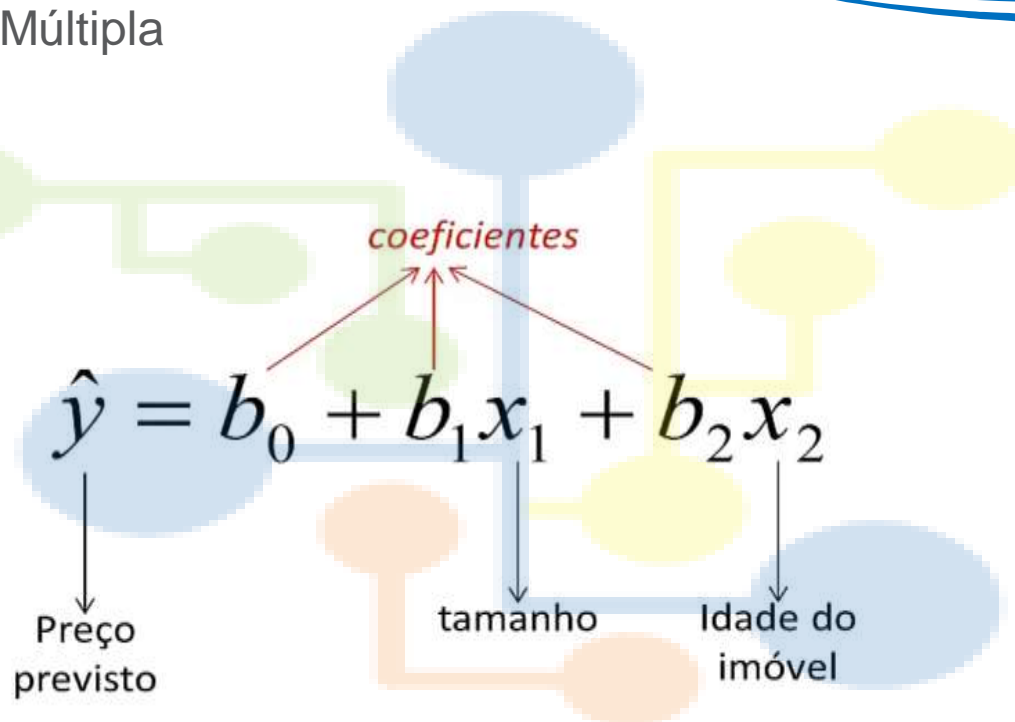 Múltipla
coeficientes
ŷ = b₀ + b₁x₁ + b₂x₂
Preço
previsto
tamanho
Idade do
imóvel